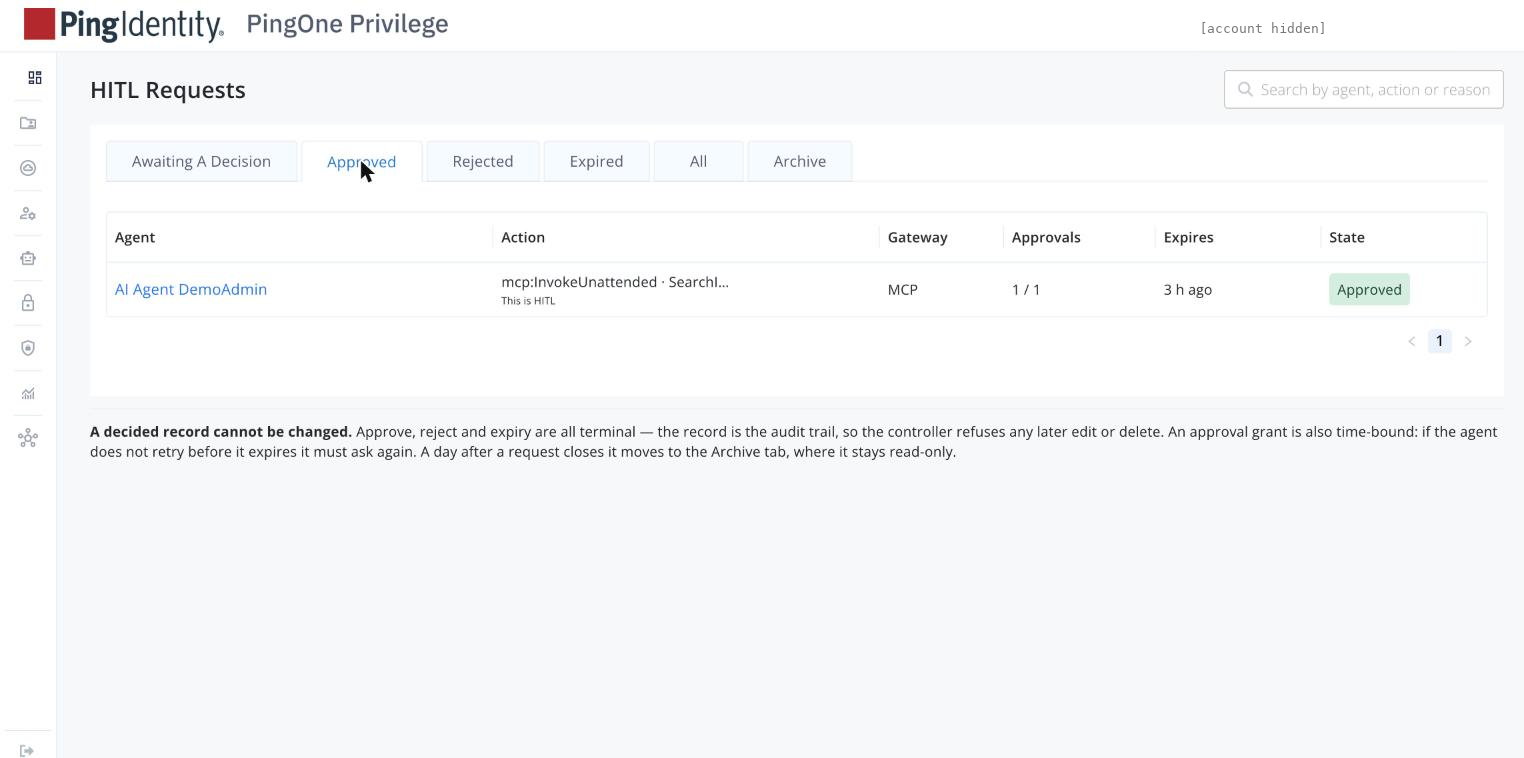 PingIdentity® PingOne Privilege
[account hidden]
HITL Requests
Search by agent, action or reason
Awaiting A Decision Approved Rejected Expired All Archive
Agent Action Gateway Approvals Expires State
AI Agent DemoAdmin mcp:InvokeUnattended · SearchI... MCP 1 / 1 3 h ago Approved
This is HITL
< 1 >
A decided record cannot be changed. Approve, reject and expiry are all terminal — the record is the audit trail, so the controller refuses any later edit or delete. An approval grant is also time-bound: if the agent
does not retry before it expires it must ask again. A day after a request closes it moves to the Archive tab, where it stays read-only.